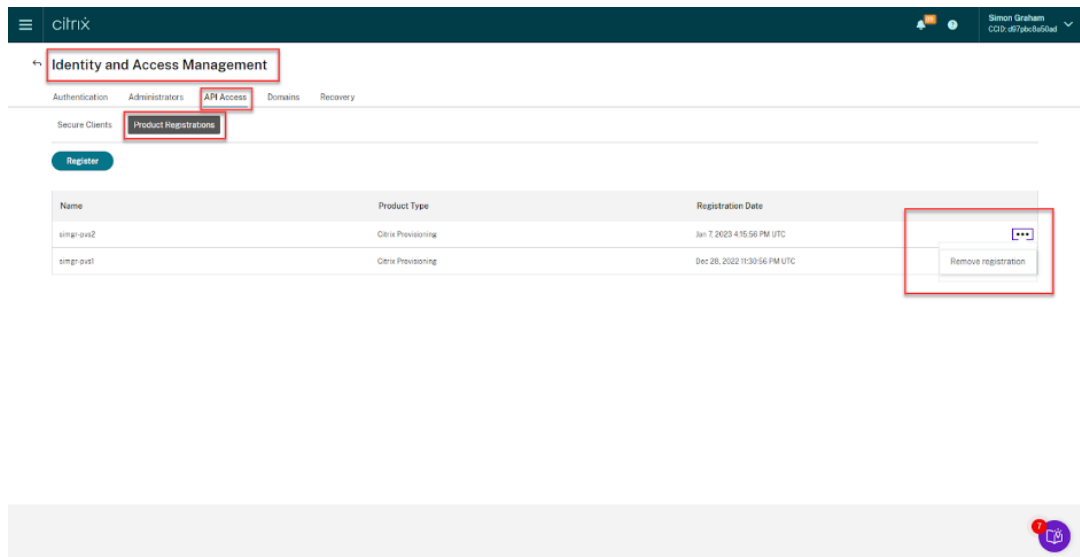 citrix
Simon Graham
CCID: d97pbc8a50ad
Identity and Access Management
Authentication Administrators API Access Domains Recovery
Secure Clients Product Registrations
Register
Name Product Type Registration Date
simgr-pvs2 Citrix Provisioning Jan 7, 2023 4:15:56 PM UTC
simgr-pvs1 Citrix Provisioning Dec 28, 2022 11:30:56 PM UTC
Remove registration
7